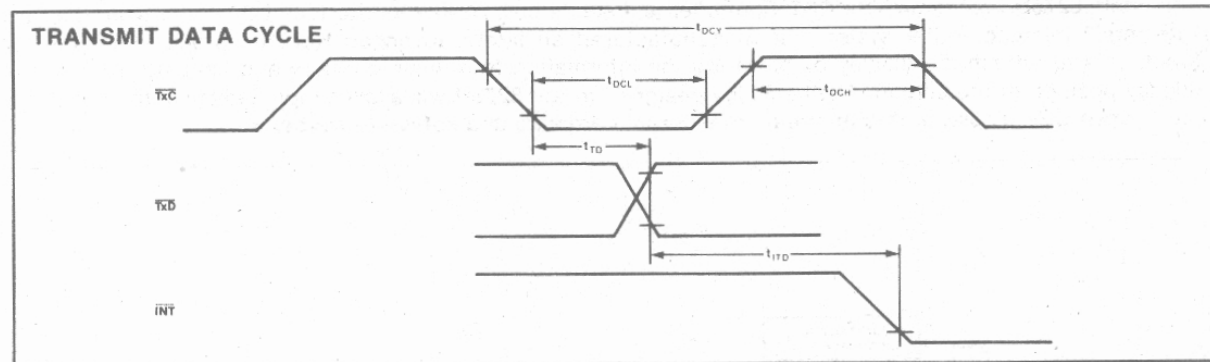 TRANSMIT DATA CYCLE
tDCY
tDCL
tDCH
TxC
tTD
TxD
tITD
INT